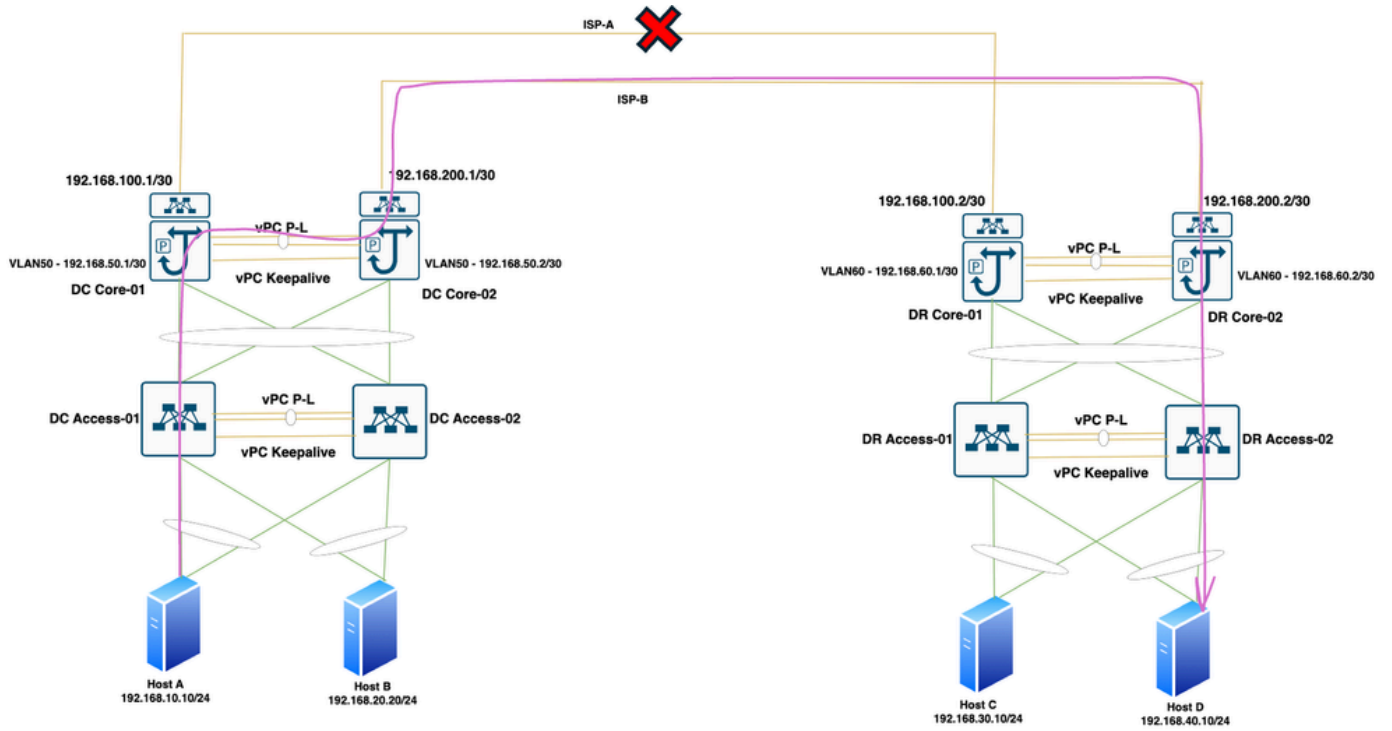 ISP-A
ISP-B
192.168.100.1/30
192.168.200.1/30
192.168.100.2/30
192.168.200.2/30
vPC P-L
P
P
VLAN50 - 192.168.50.1/30
VLAN50 - 192.168.50.2/30
vPC Keepalive
DC Core-01
DC Core-02
vPC P-L
P
P
VLAN60 - 192.168.60.1/30
VLAN60 - 192.168.60.2/30
vPC Keepalive
DR Core-01
DR Core-02
vPC P-L
DC Access-01
DC Access-02
vPC Keepalive
vPC P-L
DR Access-01
DR Access-02
vPC Keepalive
Host A
192.168.10.10/24
Host B
192.168.20.20/24
Host C
192.168.30.10/24
Host D
192.168.40.10/24